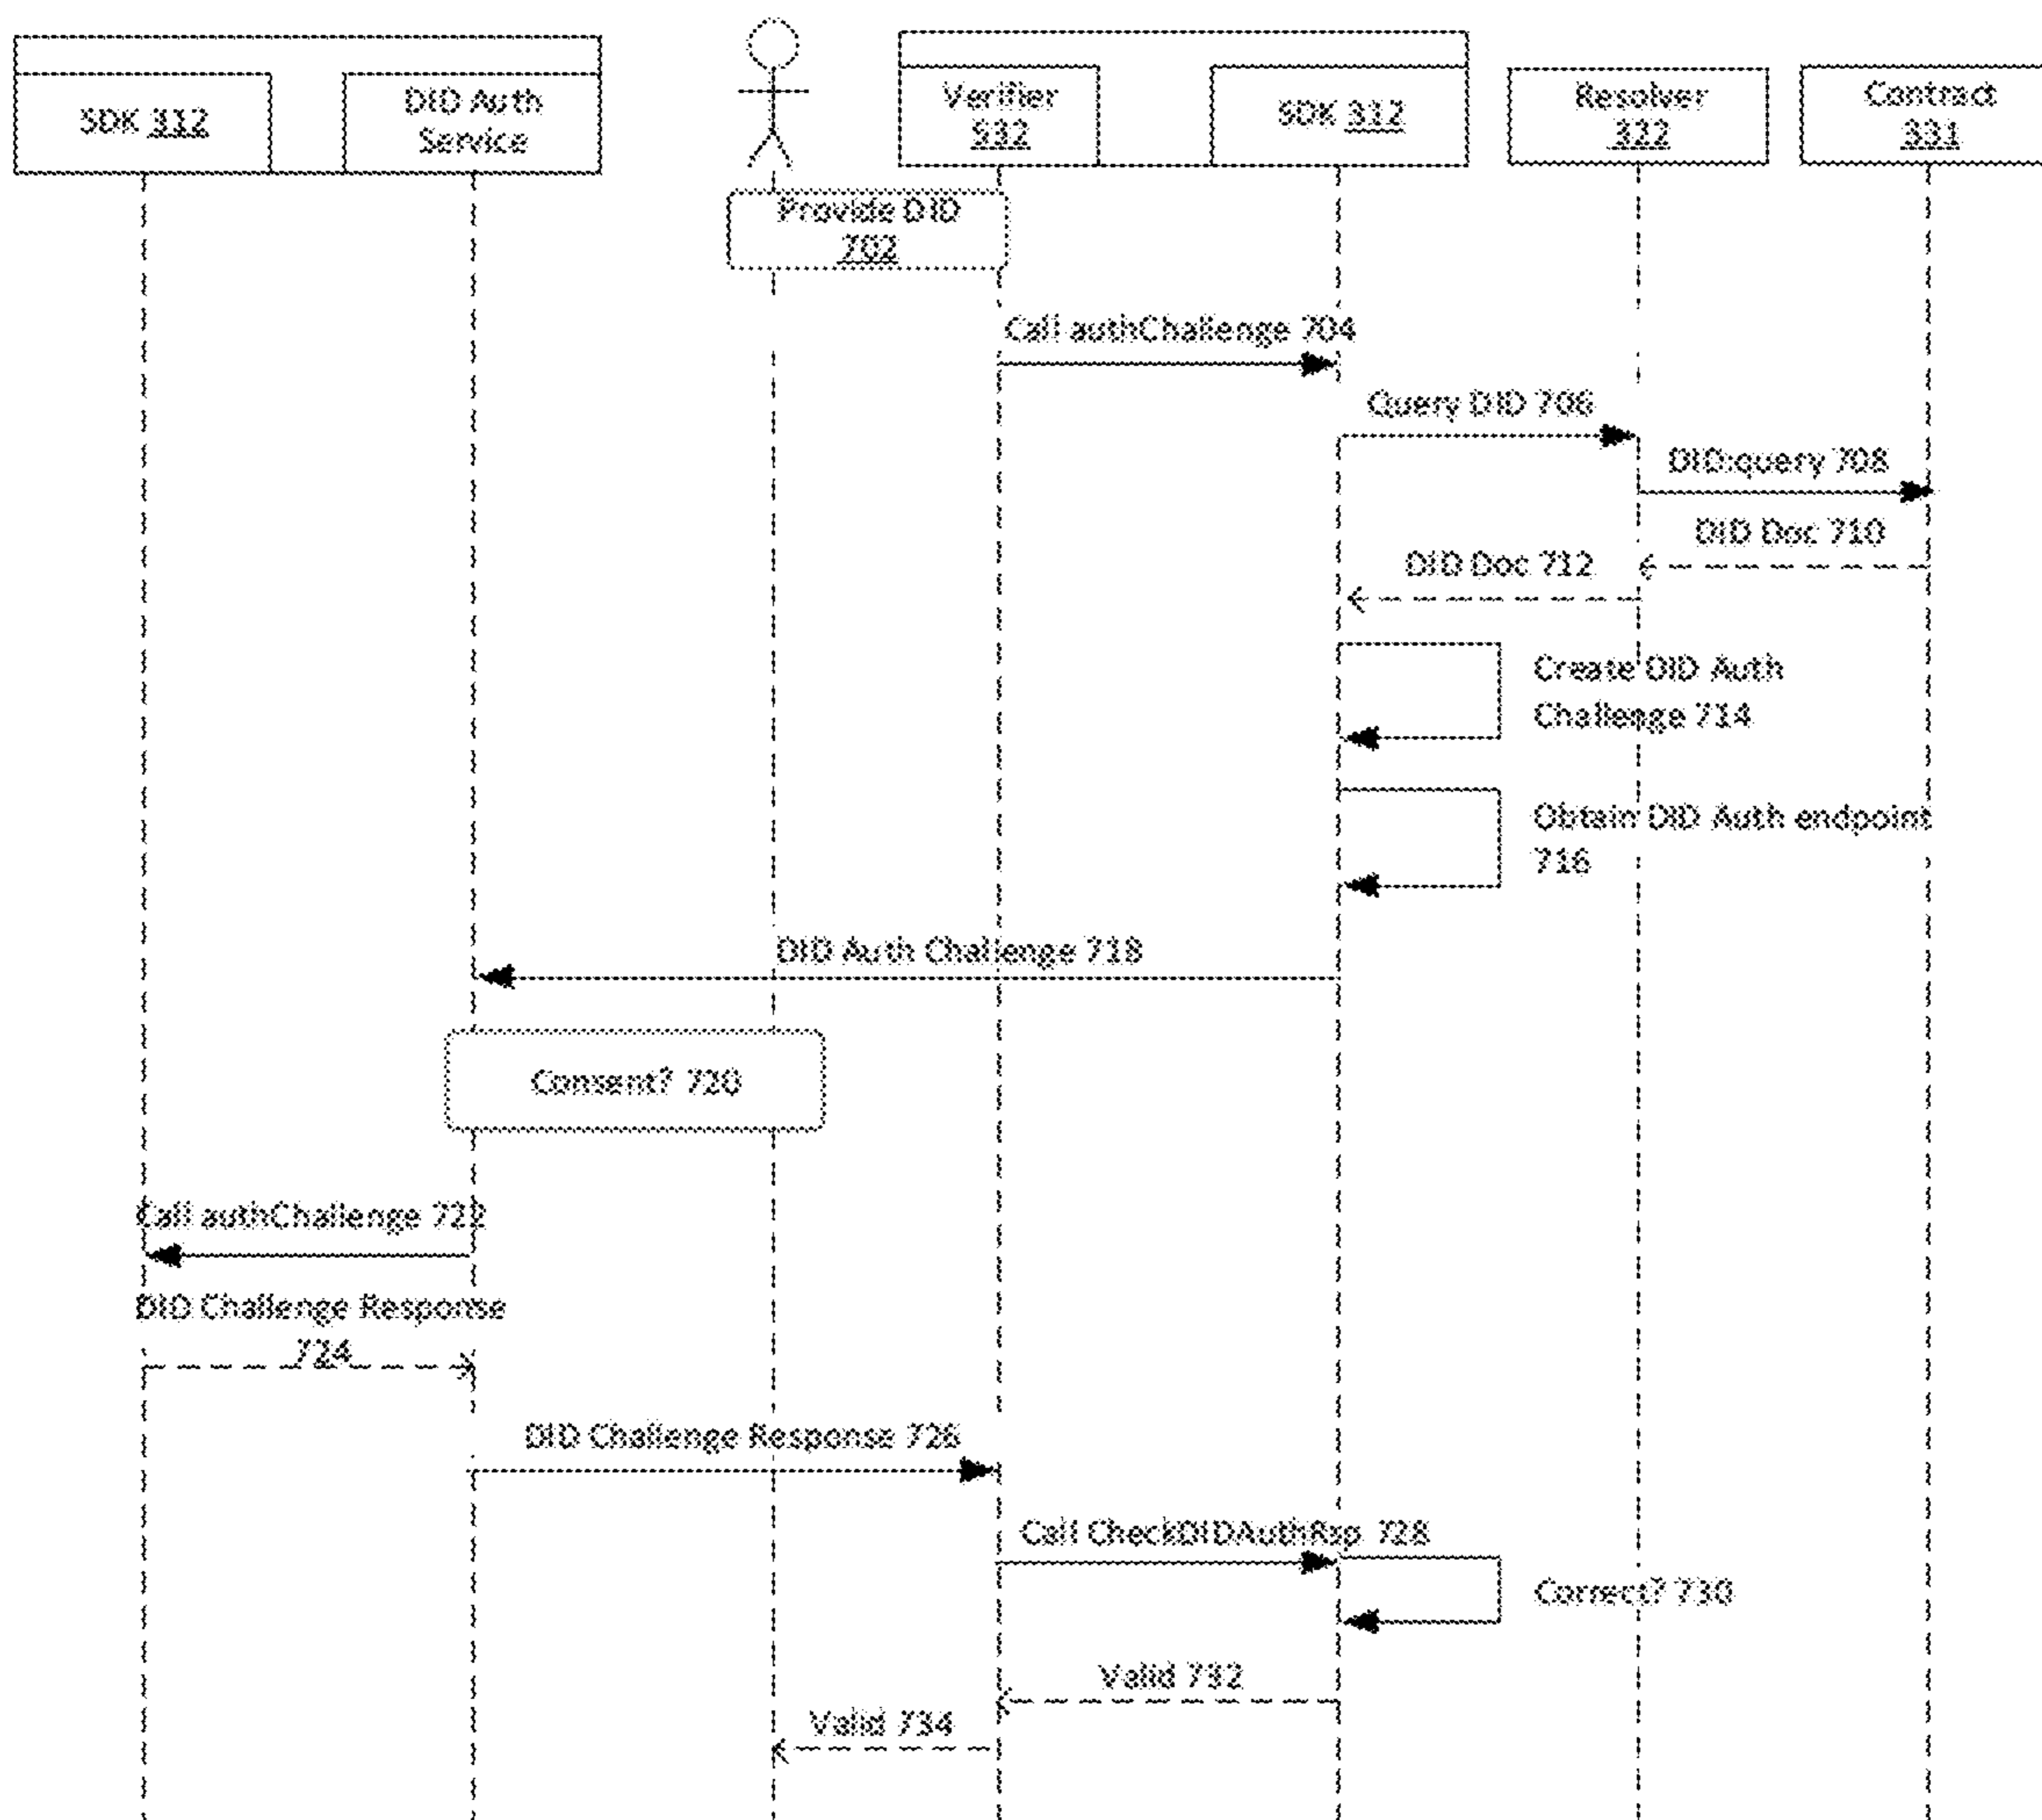 SDK 312
DID Auth
Service
Verifier
532
SDK 312
Resolver
322
Contract
331
Provide DID
702
Call authChallenge 704
Query DID 706
DID:query 708
DID Doc 710
DID Doc 712
Create DID Auth
Challenge 714
Obtain DID Auth endpoint
716
DID Auth Challenge 718
Consent? 720
Call authChallenge 722
DID Challenge Response
724
DID Challenge Response 726
Call CheckDIDAuthRsp 728
Correct? 730
Valid 732
Valid 734